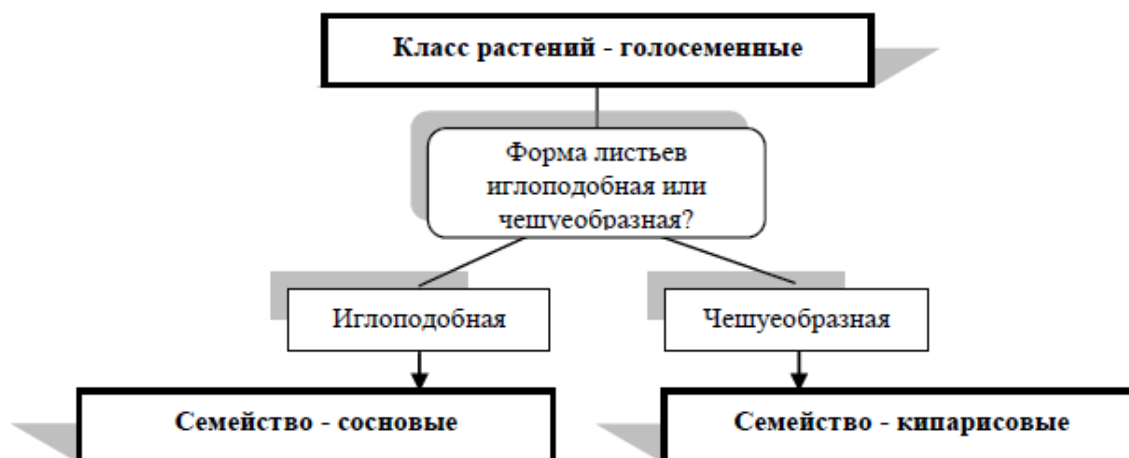 Класс растений - голосеменные
Форма листьев
иглоподобная или
чешуеобразная?
Иглоподобная
Чешуеобразная
Семейство - сосновые
Семейство - кипарисовые